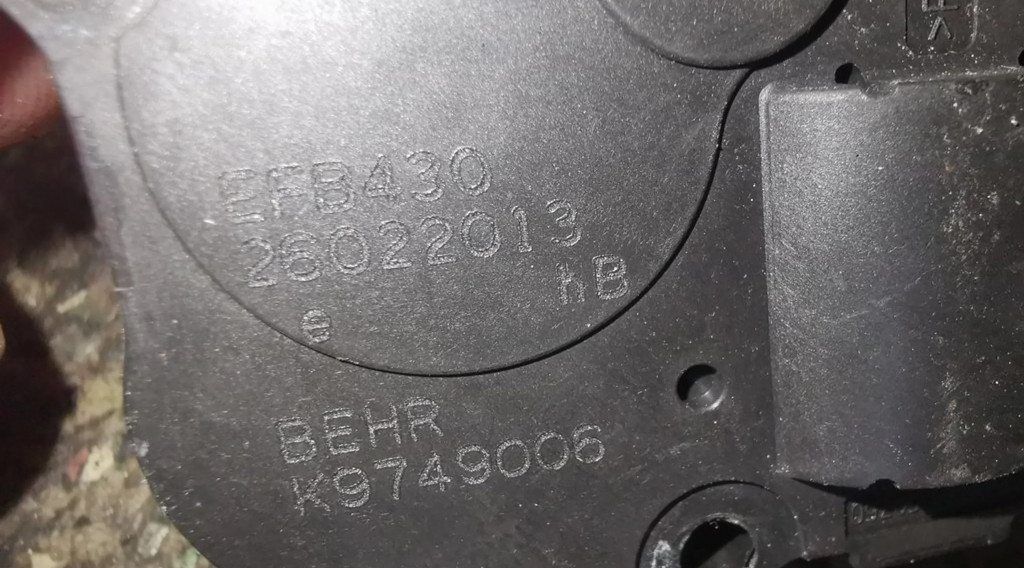 EFB430
26022013
hB
e
BEHR
K9749006